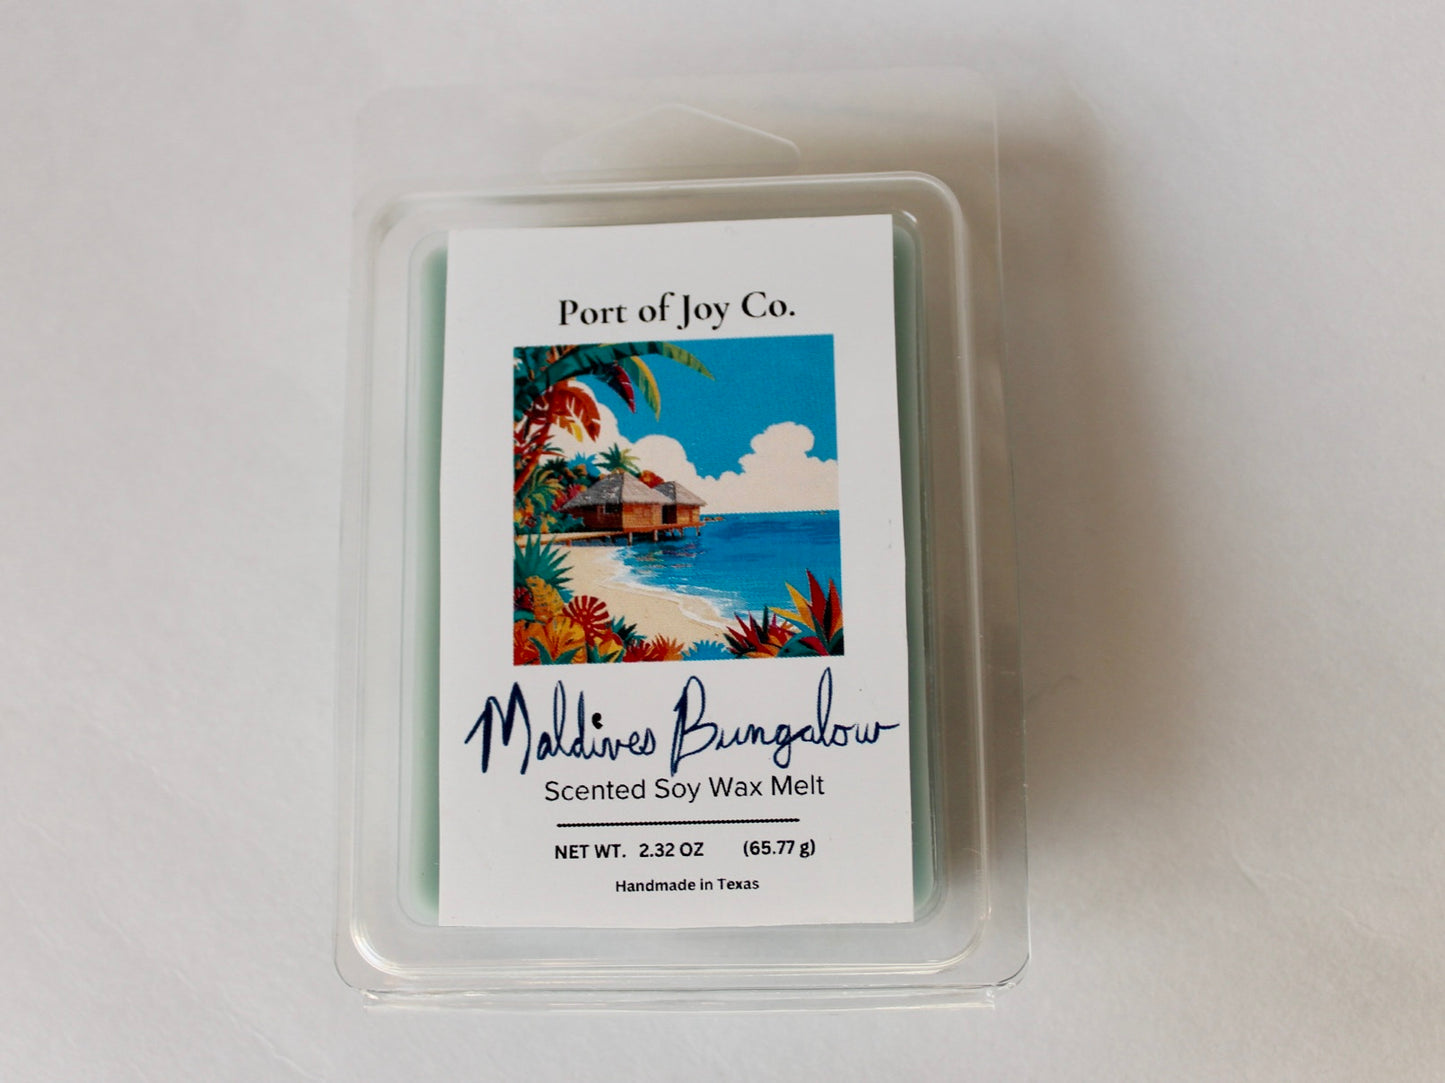 Port of Joy Co.
Maldives Bungalow
Scented Soy Wax Melt
NET WT. 2.32 OZ (65.77 g)
Handmade in Texas